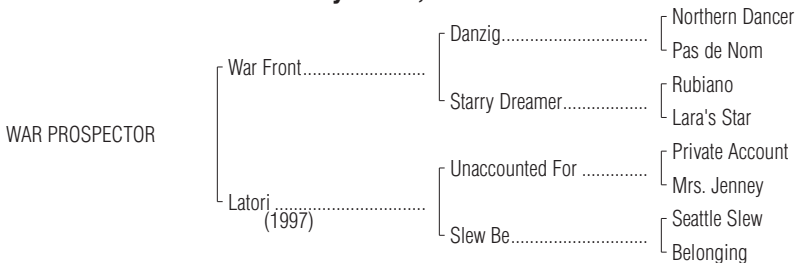 Northern Dancer
Danzig..................................
Pas de Nom
War Front..........................
Rubiano
Starry Dreamer....................
Lara's Star
WAR PROSPECTOR
Private Account
Unaccounted For ...............
Mrs. Jenney
Latori ................................
(1997)
Seattle Slew
Slew Be................................
Belonging